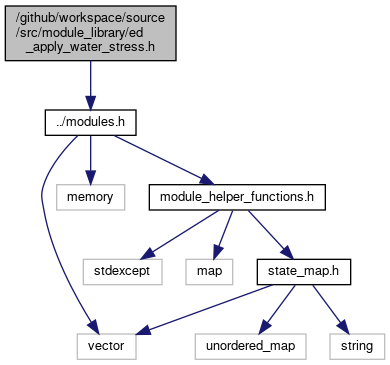 /github/workspace/source
/src/module_library/ed
_apply_water_stress.h
../modules.h
memory
module_helper_functions.h
stdexcept
map
state_map.h
vector
unordered_map
string